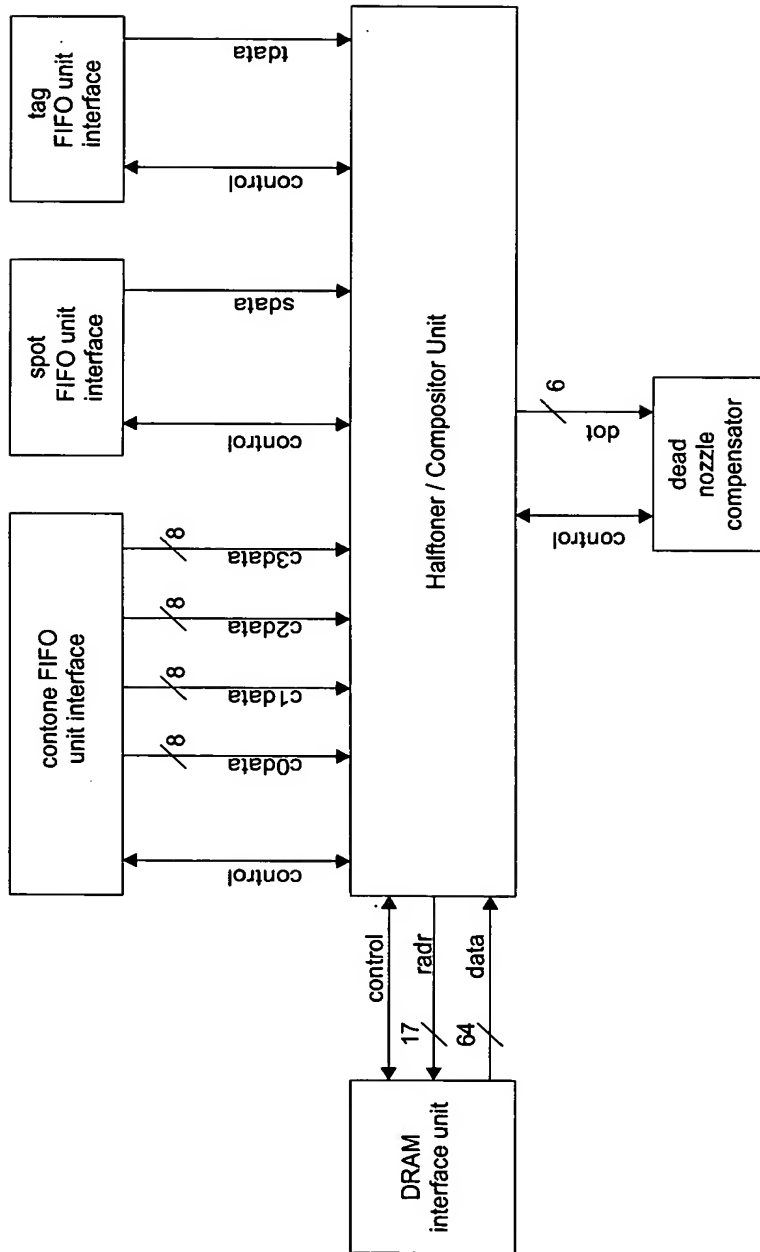 contone FIFO
unit interface
spot
FIFO unit
interface
tag
FIFO unit
interface
control
8
c0data
8
c1data
8
c2data
8
c3data
control
sdata
control
tdata
DRAM
interface unit
control
17
radr
64
data
Halftoner / Compositor Unit
control
6
dot
dead
nozzle
compensator